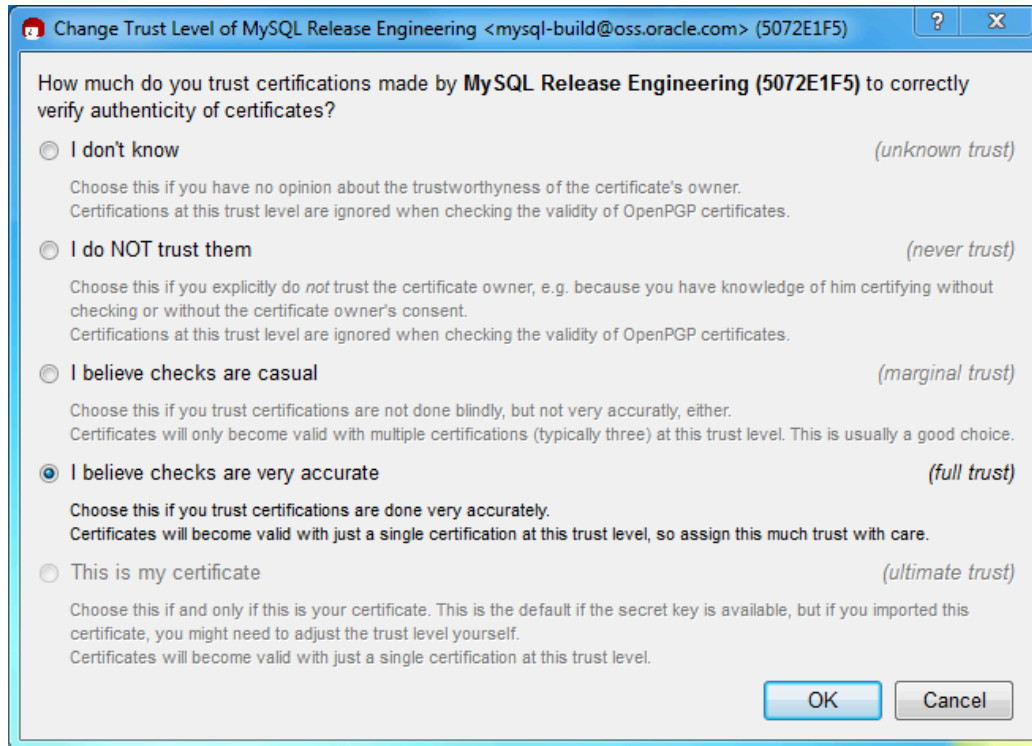 Change Trust Level of MySQL Release Engineering <mysql-build@oss.oracle.com> (5072E1F5)
How much do you trust certifications made by MySQL Release Engineering (5072E1F5) to correctly
verify authenticity of certificates?
I don't know (unknown trust)
Choose this if you have no opinion about the trustworthyness of the certificate's owner.
Certifications at this trust level are ignored when checking the validity of OpenPGP certificates.
I do NOT trust them (never trust)
Choose this if you explicitly do not trust the certificate owner, e.g. because you have knowledge of him certifying without
checking or without the certificate owner's consent.
Certifications at this trust level are ignored when checking the validity of OpenPGP certificates.
I believe checks are casual (marginal trust)
Choose this if you trust certifications are not done blindly, but not very accuratly, either.
Certificates will only become valid with multiple certifications (typically three) at this trust level. This is usually a good choice.
I believe checks are very accurate (full trust)
Choose this if you trust certifications are done very accurately.
Certificates will become valid with just a single certification at this trust level, so assign this much trust with care.
This is my certificate (ultimate trust)
Choose this if and only if this is your certificate. This is the default if the secret key is available, but if you imported this
certificate, you might need to adjust the trust level yourself.
Certificates will become valid with just a single certification at this trust level.
OK Cancel